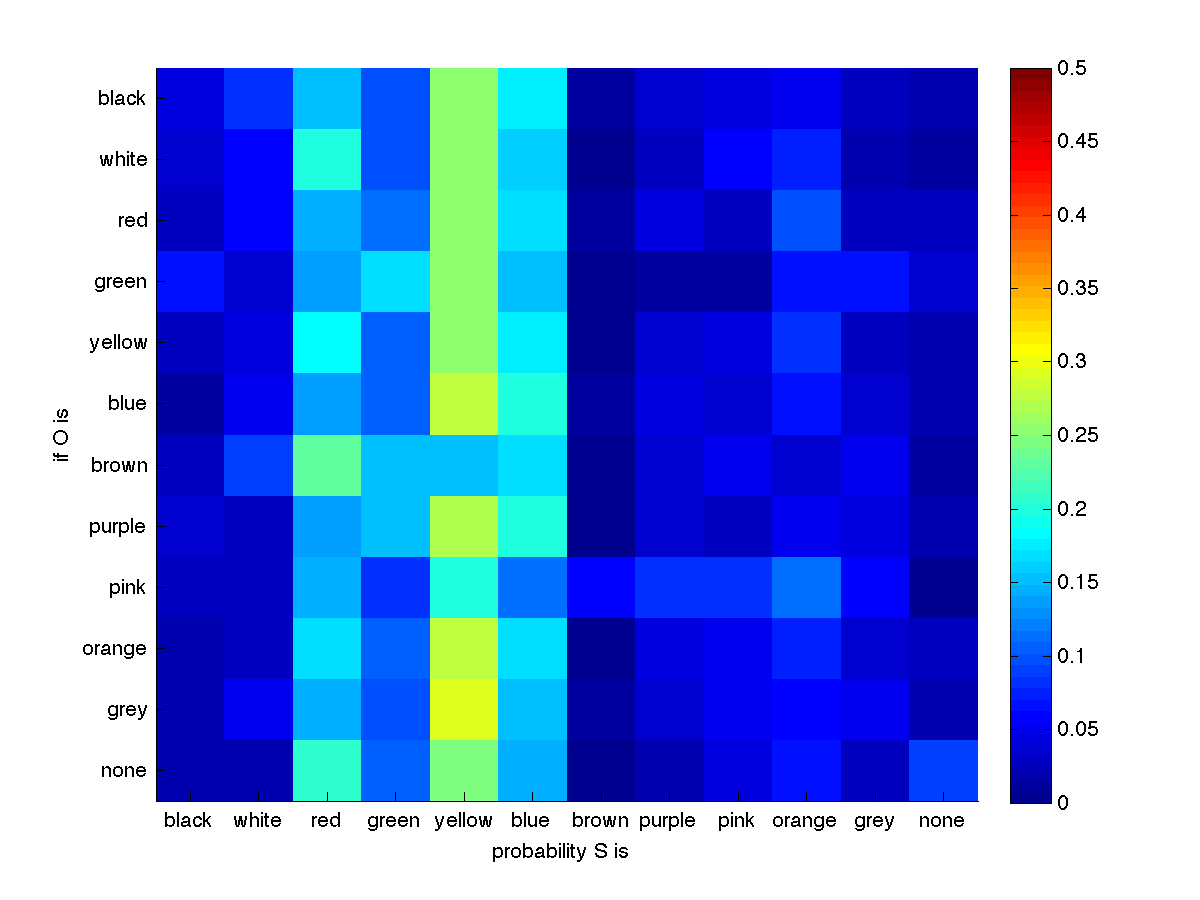 black
white
red
green
yellow
blue
brown
purple
pink
orange
grey
none
if O is
black white red green yellow blue brown purple pink orange grey none
probability S is
0.5
0.45
0.4
0.35
0.3
0.25
0.2
0.15
0.1
0.05
0